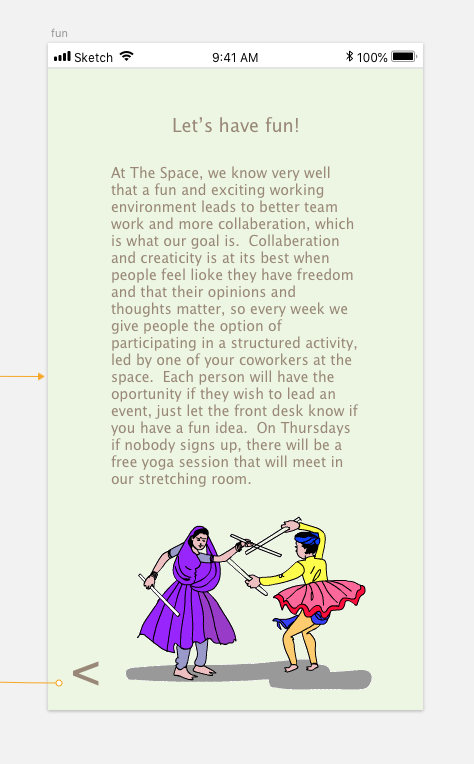 fun
Sketch 9:41 AM 100%
Let's have fun!
At The Space, we know very well
that a fun and exciting working
environment leads to better team
work and more collaberation, which
is what our goal is.  Collaberation
and creaticity is at its best when
people feel lioke they have freedom
and that their opinions and
thoughts matter, so every week we
give people the option of
participating in a structured activity,
led by one of your coworkers at the
space.  Each person will have the
oportunity if they wish to lead an
event, just let the front desk know if
you have a fun idea.  On Thursdays
if nobody signs up, there will be a
free yoga session that will meet in
our stretching room.
<